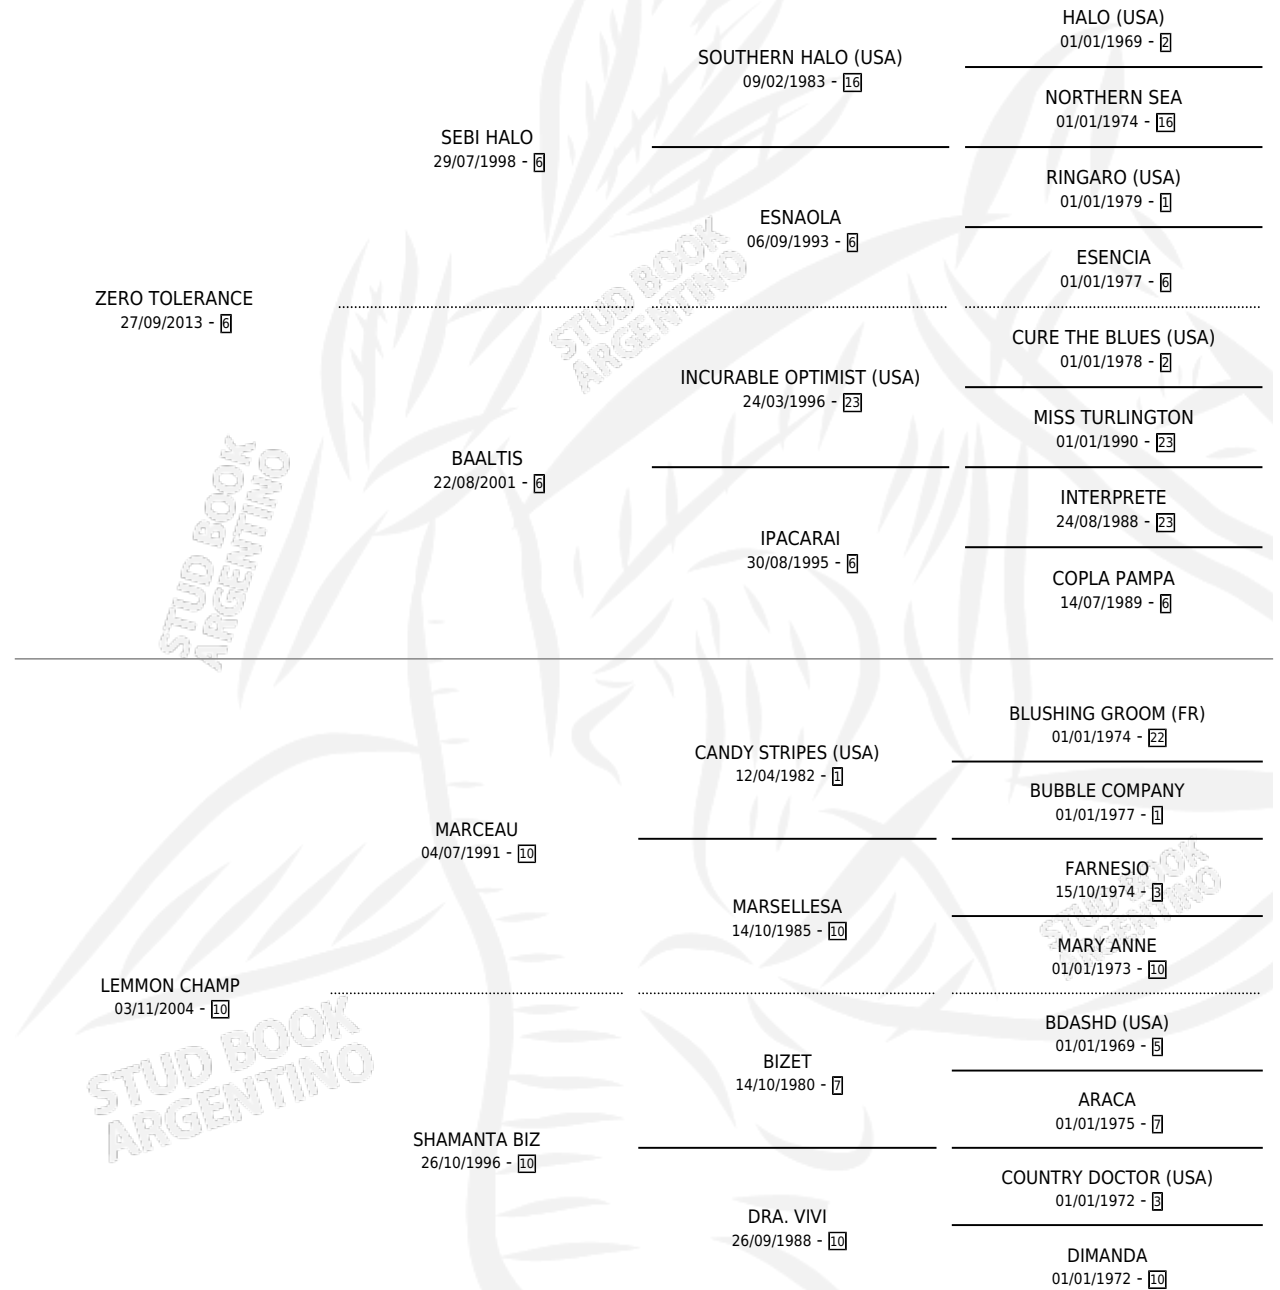 HALO (USA)
01/01/1969 - 2
SOUTHERN HALO (USA)
09/02/1983 - 16
NORTHERN SEA
01/01/1974 - 16
SEBI HALO
29/07/1998 - 6
RINGARO (USA)
01/01/1979 - 1
ESNAOLA
06/09/1993 - 6
ESENCIA
01/01/1977 - 6
ZERO TOLERANCE
27/09/2013 - 6
STUD BOOK
ARGENTINO
CURE THE BLUES (USA)
01/01/1978 - 2
INCURABLE OPTIMIST (USA)
24/03/1996 - 23
MISS TURLINGTON
01/01/1990 - 23
BAALTIS
22/08/2001 - 6
INTERPRETE
24/08/1988 - 23
IPACARAI
30/08/1995 - 6
COPLA PAMPA
14/07/1989 - 6
STUD BOOK
ARGENTINO
BLUSHING GROOM (FR)
01/01/1974 - 22
CANDY STRIPES (USA)
12/04/1982 - 1
BUBBLE COMPANY
01/01/1977 - 1
MARCEAU
04/07/1991 - 10
FARNESIO
15/10/1974 - 3
MARSELLESA
14/10/1985 - 10
MARY ANNE
01/01/1973 - 10
STUD BOOK
ARGENTINO
LEMMON CHAMP
03/11/2004 - 10
BDASHD (USA)
01/01/1969 - 5
BIZET
14/10/1980 - 7
ARACA
01/01/1975 - 7
STUD BOOK
ARGENTINO
SHAMANTA BIZ
26/10/1996 - 10
COUNTRY DOCTOR (USA)
01/01/1972 - 3
DRA. VIVI
26/09/1988 - 10
DIMANDA
01/01/1972 - 10